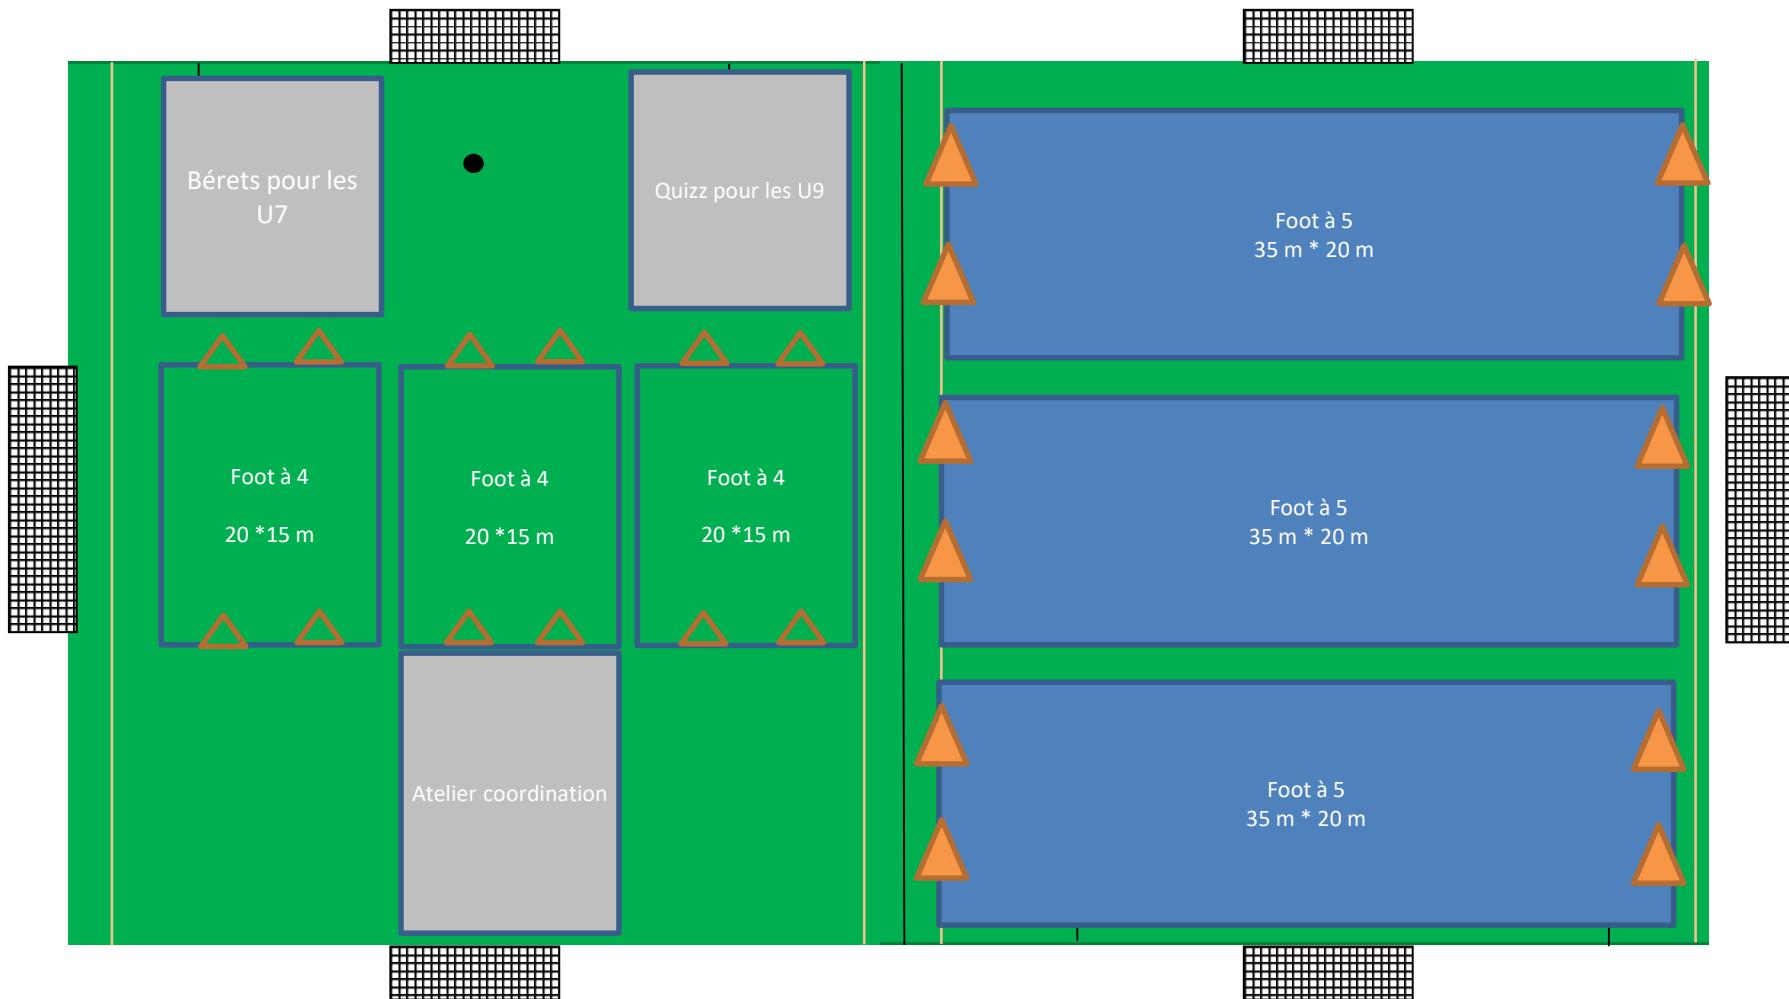 Bérets pour les
U7
Quizz pour les U9
Foot à 5
35 m * 20 m
Foot à 4
20 *15 m
Foot à 4
20 *15 m
Foot à 4
20 *15 m
Foot à 5
35 m * 20 m
Atelier coordination
Foot à 5
35 m * 20 m